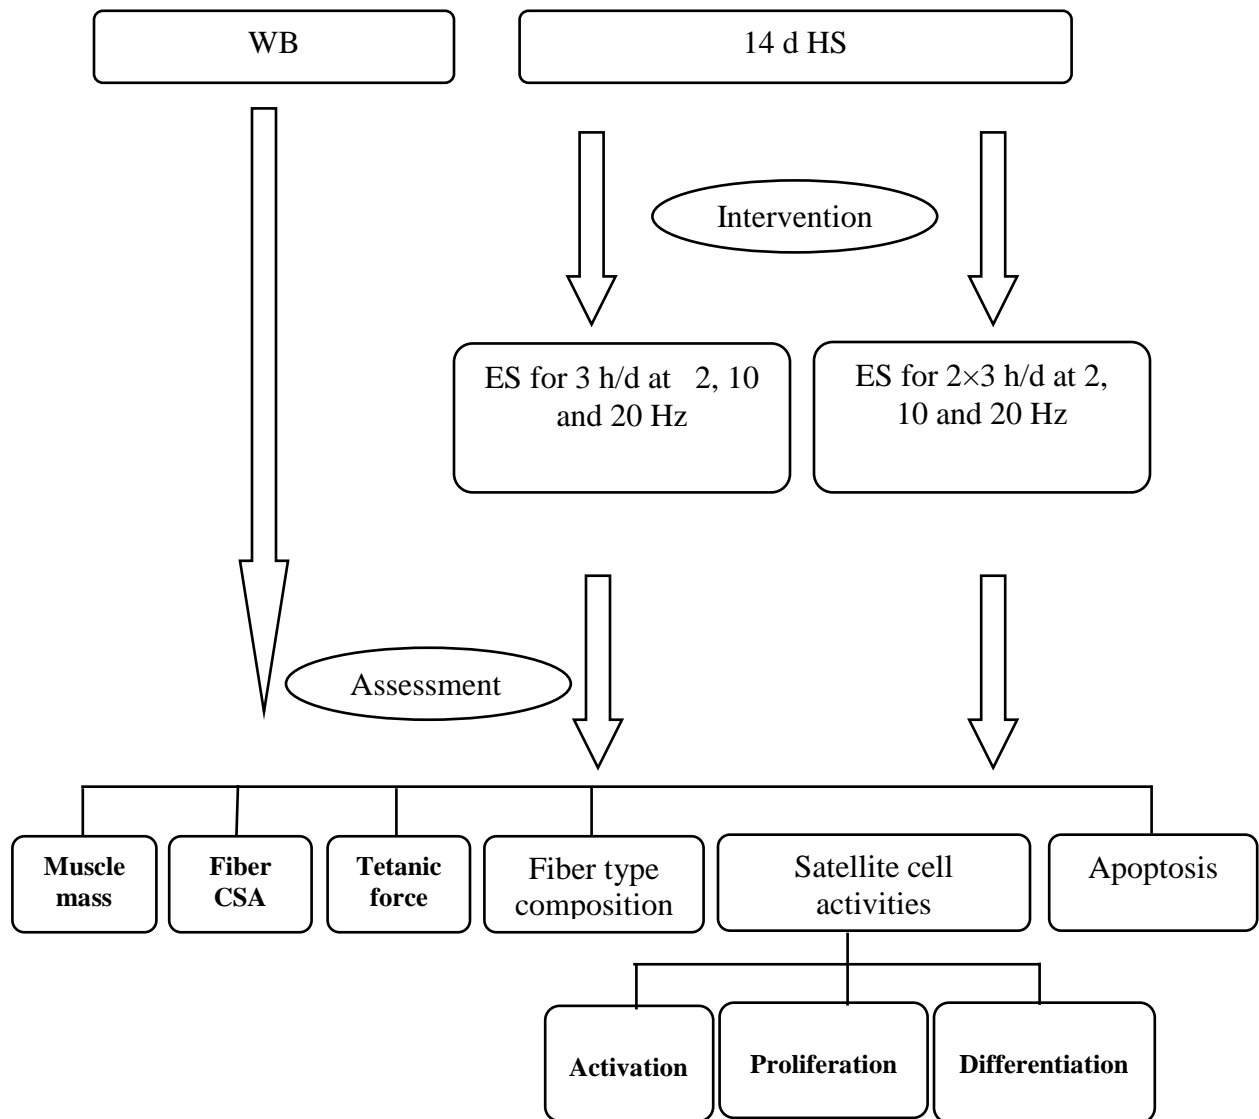 WB
14 d HS
Intervention
ES for 3 h/d at 2, 10
and 20 Hz
ES for 2×3 h/d at 2,
10 and 20 Hz
Assessment
Muscle
mass
Fiber
CSA
Tetanic
force
Fiber type
composition
Satellite cell
activities
Apoptosis
Activation
Proliferation
Differentiation